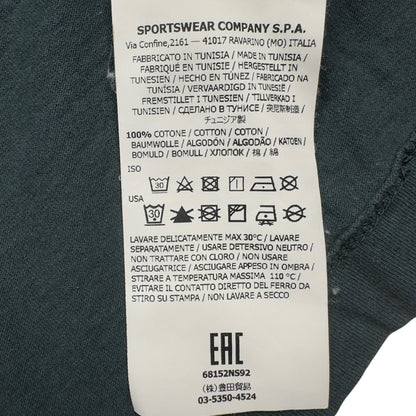 SPORTSWEAR COMPANY S.P.A.
Via Confine,2161 — 41017 RAVARINO (MO) ITALIA
FABBRICATO IN TUNISIA / MADE IN TUNISIA /
FABRIQUÉ EN TUNISIE / HERGESTELLT IN
TUNESIEN / HECHO EN TÚNEZ / FABRICADO NA
TUNÍSIA / VERVAARDIGD IN TUNESIË /
FREMSTILLET I TUNESIEN / TILLVERKAD I
TUNISIEN / СДЕЛАНО В ТУНИСЕ / 突尼斯制造 /
チュニジア製
100% COTONE / COTTON / COTON /
BAUMWOLLE / ALGODÓN / ALGODÃO / KATOEN /
BOMULD / BOMULL / ХЛОПОК / 棉 / 綿
ISO
30
USA
30
LAVARE DELICATAMENTE MAX 30°C / LAVARE
SEPARATAMENTE / USARE DETERSIVO NEUTRO /
NON TRATTARE CON CLORO / NON USARE
ASCIUGATRICE / ASCIUGARE APPESO IN OMBRA /
STIRARE A TEMPERATURA MASSIMA 110 °C /
EVITARE IL CONTATTO DIRETTO DEL FERRO DA
STIRO SU STAMPA / NON LAVARE A SECCO
EAC
68152NS92
(株)豊田貿易
03-5350-4524